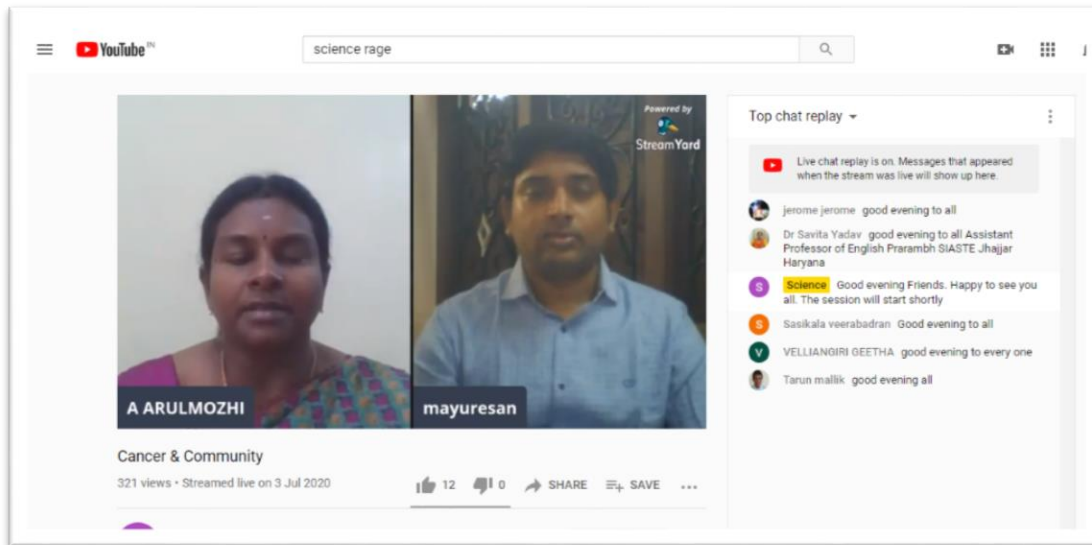 YouTube IN
science rage
Powered by
StreamYard
A ARULMOZHI
mayuresan
Cancer & Community
321 views • Streamed live on 3 Jul 2020
12
0
SHARE
SAVE
Top chat replay
Live chat replay is on. Messages that appeared
when the stream was live will show up here.
jerome jerome good evening to all
Dr Savita Yadav good evening to all Assistant
Professor of English Prarambh SIASTE Jhajjar
Haryana
S Science Good evening Friends. Happy to see you
all. The session will start shortly
S Sasikala veerabadran Good evening to all
V VELLIANGIRI GEETHA good evening to every one
Tarun mallik good evening all